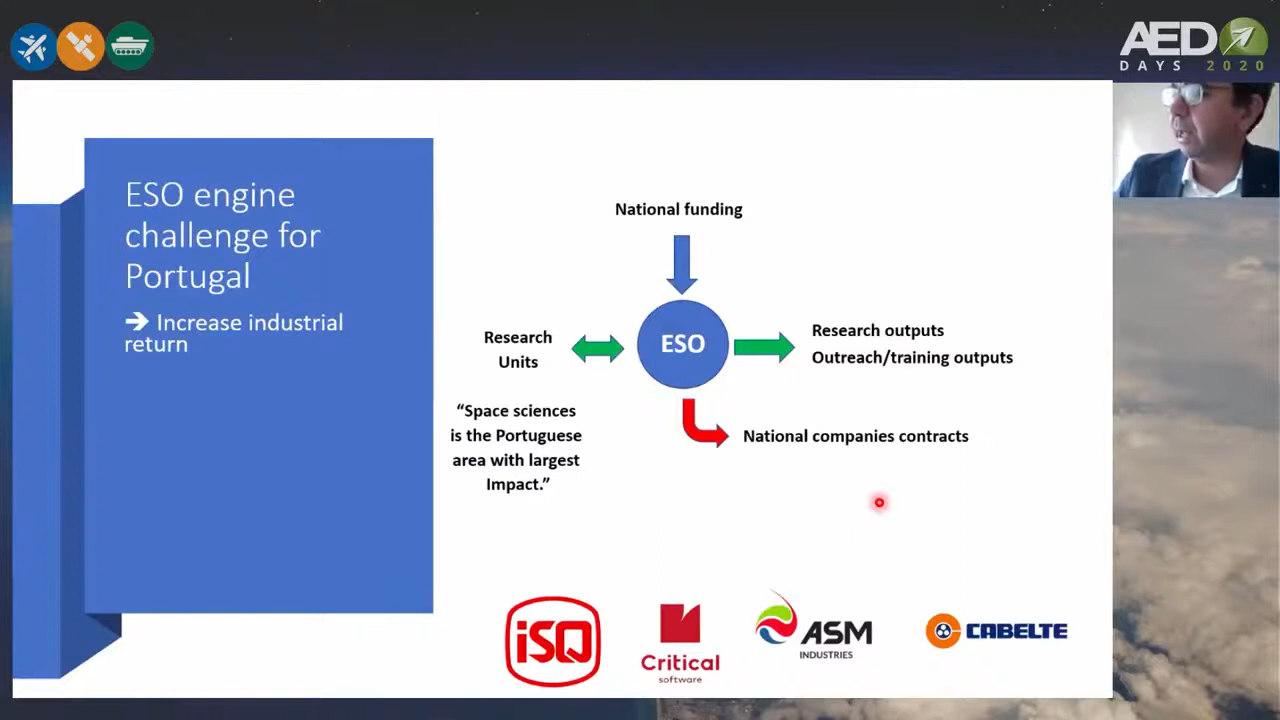 AED
DAYS 2020
ESO engine
challenge for
Portugal
➔ Increase industrial
return
National funding
Research
Units
ESO
Research outputs
Outreach/training outputs
“Space sciences
is the Portuguese
area with largest
Impact.”
National companies contracts
iSQ
Critical
software
ASM
INDUSTRIES
CABELTE